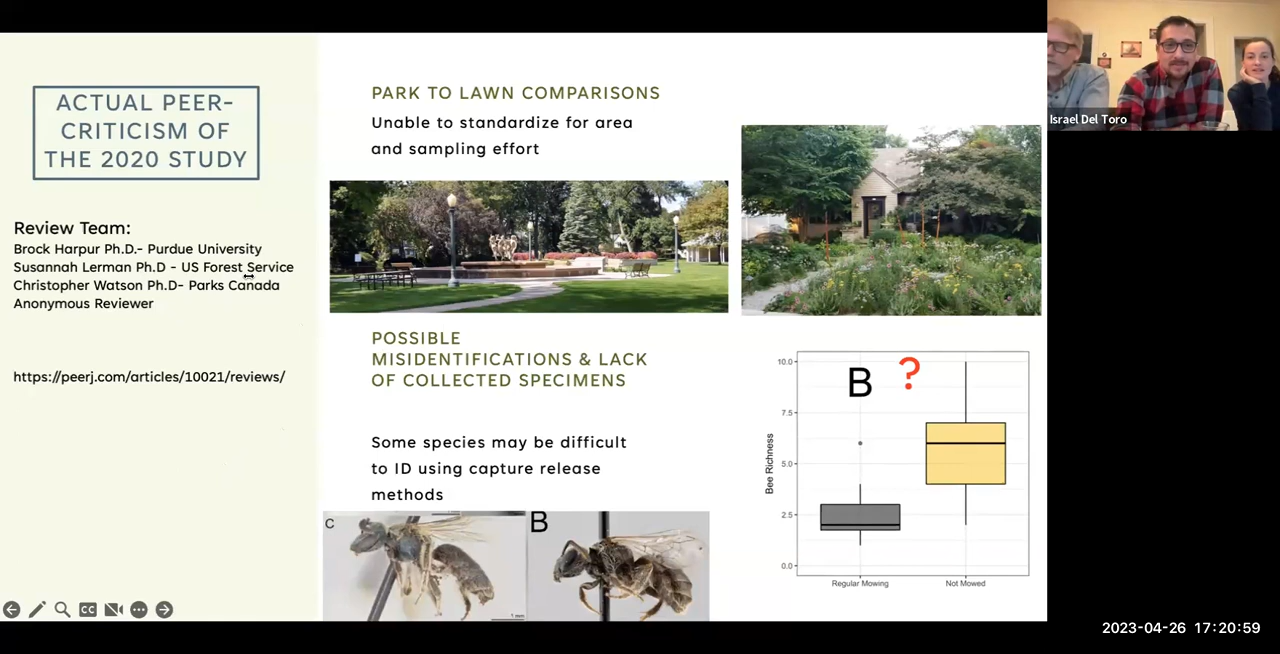 ACTUAL PEER-
CRITICISM OF
THE 2020 STUDY
Review Team:
Brock Harpur Ph.D.- Purdue University
Susannah Lerman Ph.D - US Forest Service
Christopher Watson Ph.D- Parks Canada
Anonymous Reviewer
https://peerj.com/articles/10021/reviews/
PARK TO LAWN COMPARISONS
Unable to standardize for area
and sampling effort
POSSIBLE
MISIDENTIFICATIONS & LACK
OF COLLECTED SPECIMENS
Some species may be difficult
to ID using capture release
methods
C
1 mm
B
B ?
Bee Richness
10.0
7.5
5.0
2.5
0.0
Regular Mowing Not Mowed
CC
Israel Del Toro
2023-04-26 17:20:59